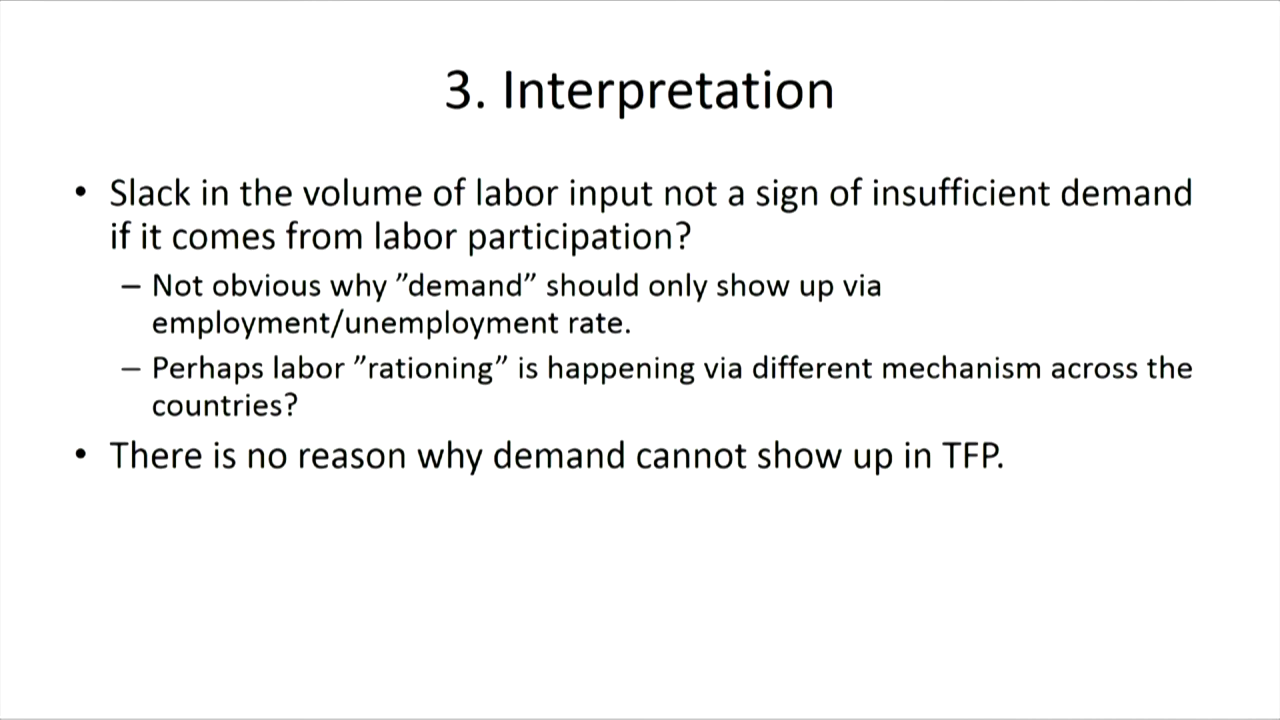 3. Interpretation
• Slack in the volume of labor input not a sign of insufficient demand
if it comes from labor participation?
– Not obvious why ”demand” should only show up via
employment/unemployment rate.
– Perhaps labor ”rationing” is happening via different mechanism across the
countries?
• There is no reason why demand cannot show up in TFP.